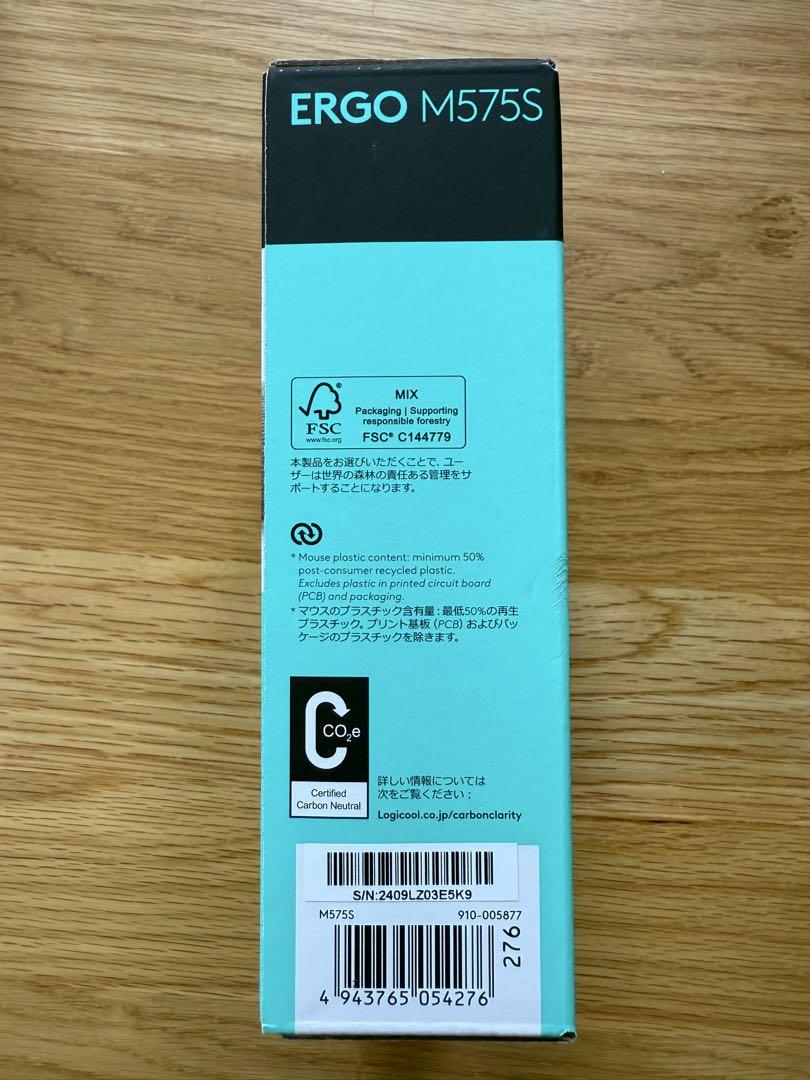 ERGO M575S
MIX
Packaging | Supporting
responsible forestry
FSC® C144779
FSC
www.fsc.org
本製品をお選びいただくことで、ユー
ザーは世界の森林の責任ある管理をサ
ポートすることになります。
* Mouse plastic content: minimum 50%
post-consumer recycled plastic.
Excludes plastic in printed circuit board
(PCB) and packaging.
* マウスのプラスチック含有量：最低50%の再生
プラスチック。プリント基板（PCB）およびパッ
ケージのプラスチックを除きます。
CO₂e
Certified
Carbon Neutral
詳しい情報については
次をご覧ください：
Logicool.co.jp/carbonclarity
S/N:2409LZ03E5K9
M575S 910-005877
276
4 943765 054276